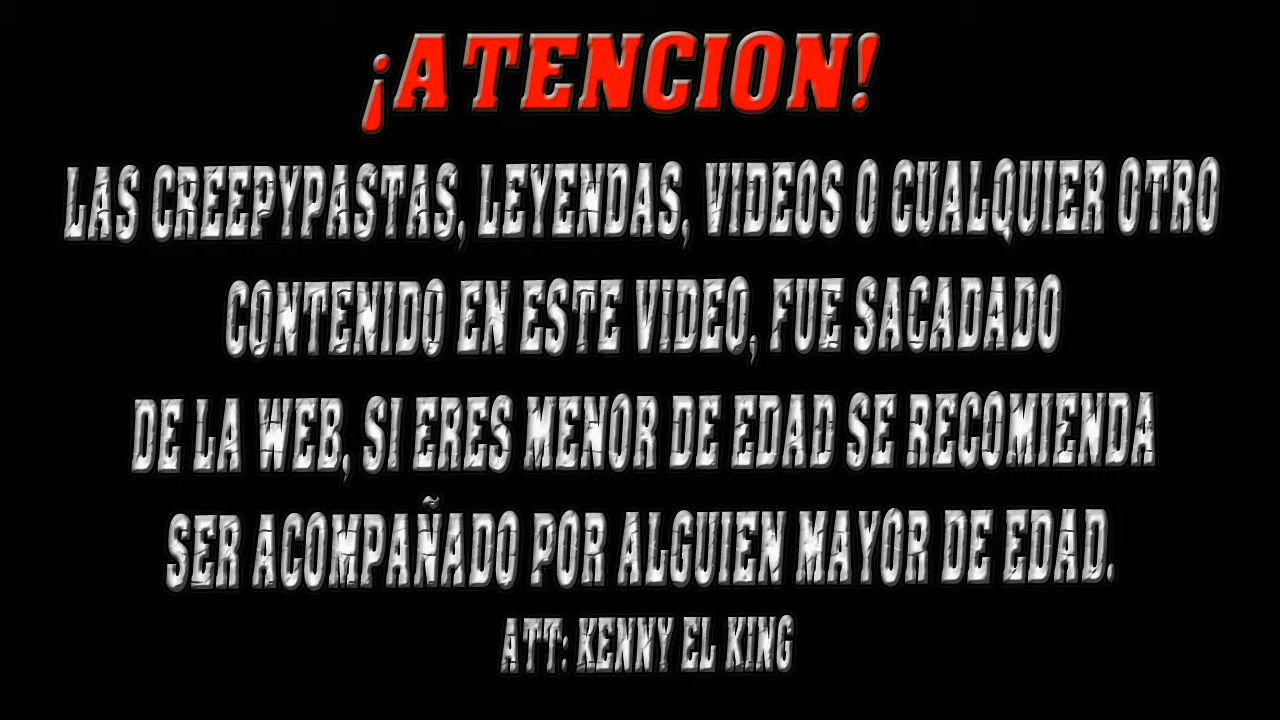 ¡ATENCION!
LAS CREEPYPASTAS, LEYENDAS, VIDEOS O CUALQUIER OTRO
CONTENIDO EN ESTE VIDEO, FUE SACADADO
DE LA WEB, SI ERES MENOR DE EDAD SE RECOMIENDA
SER ACOMPAÑADO POR ALGUIEN MAYOR DE EDAD.
ATT: KENNY EL KING